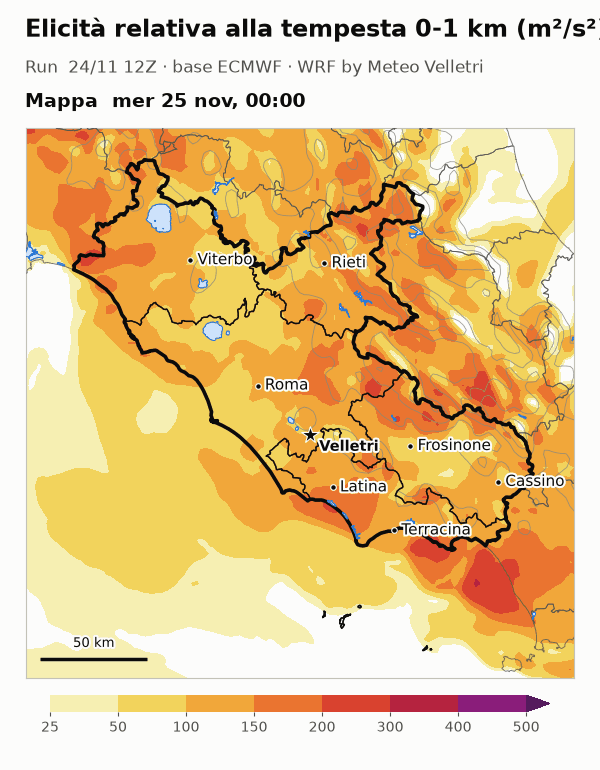 Elicità relativa alla tempesta 0-1 km (m²/s²)
Run 24/11 12Z · base ECMWF · WRF by Meteo Velletri
Mappa mer 25 nov, 00:00
Viterbo
Rieti
Roma
Velletri
Frosinone
Latina
Cassino
Terracina
50 km
25 50 100 150 200 300 400 500